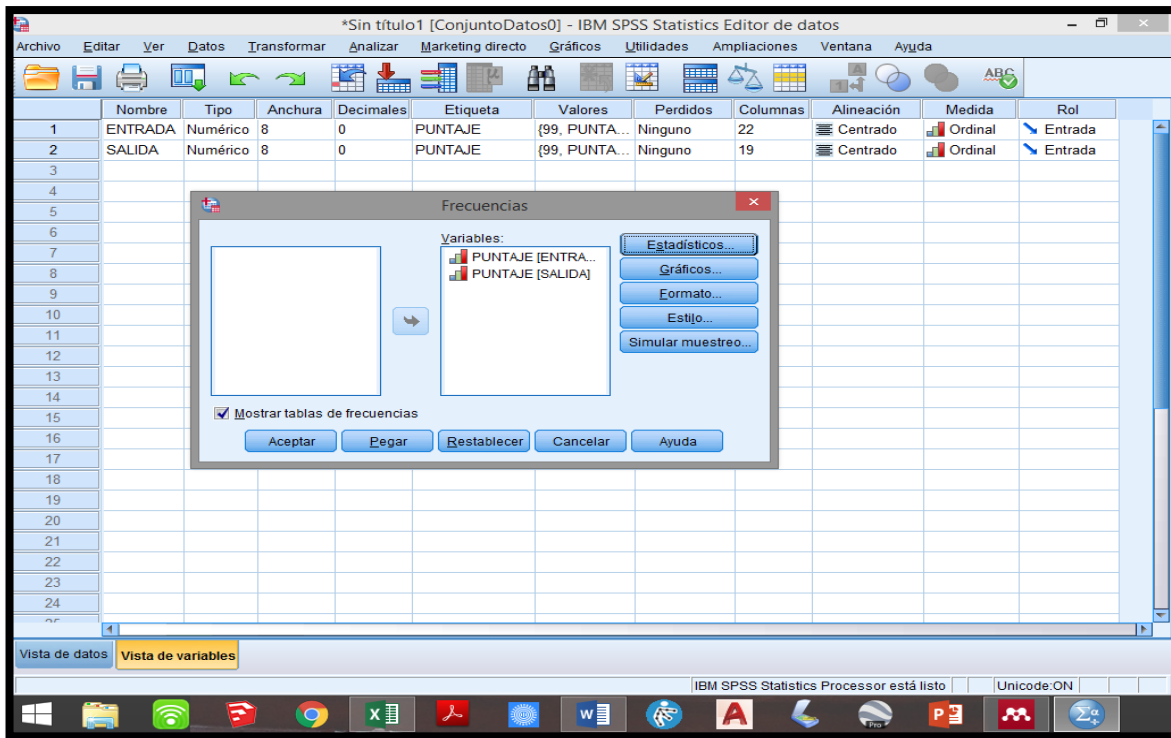 *Sin título1 [ConjuntoDatos0] - IBM SPSS Statistics Editor de datos
Archivo Editar Ver Datos Transformar Analizar Marketing directo Gráficos Utilidades Ampliaciones Ventana Ayuda
Nombre Tipo Anchura Decimales Etiqueta Valores Perdidos Columnas Alineación Medida Rol
1 ENTRADA Numérico 8 0 PUNTAJE {99, PUNTA... Ninguno 22 Centrado Ordinal Entrada
2 SALIDA Numérico 8 0 PUNTAJE {99, PUNTA... Ninguno 19 Centrado Ordinal Entrada
3
4
5
6
7
8
9
10
11
12
13
14
15
16
17
18
19
20
21
22
23
24
Frecuencias
Variables:
PUNTAJE [ENTRA...
PUNTAJE [SALIDA]
Estadísticos...
Gráficos...
Formato...
Estilo...
Simular muestreo...
Mostrar tablas de frecuencias
Aceptar Pegar Restablecer Cancelar Ayuda
Vista de datos Vista de variables
IBM SPSS Statistics Processor está listo Unicode:ON